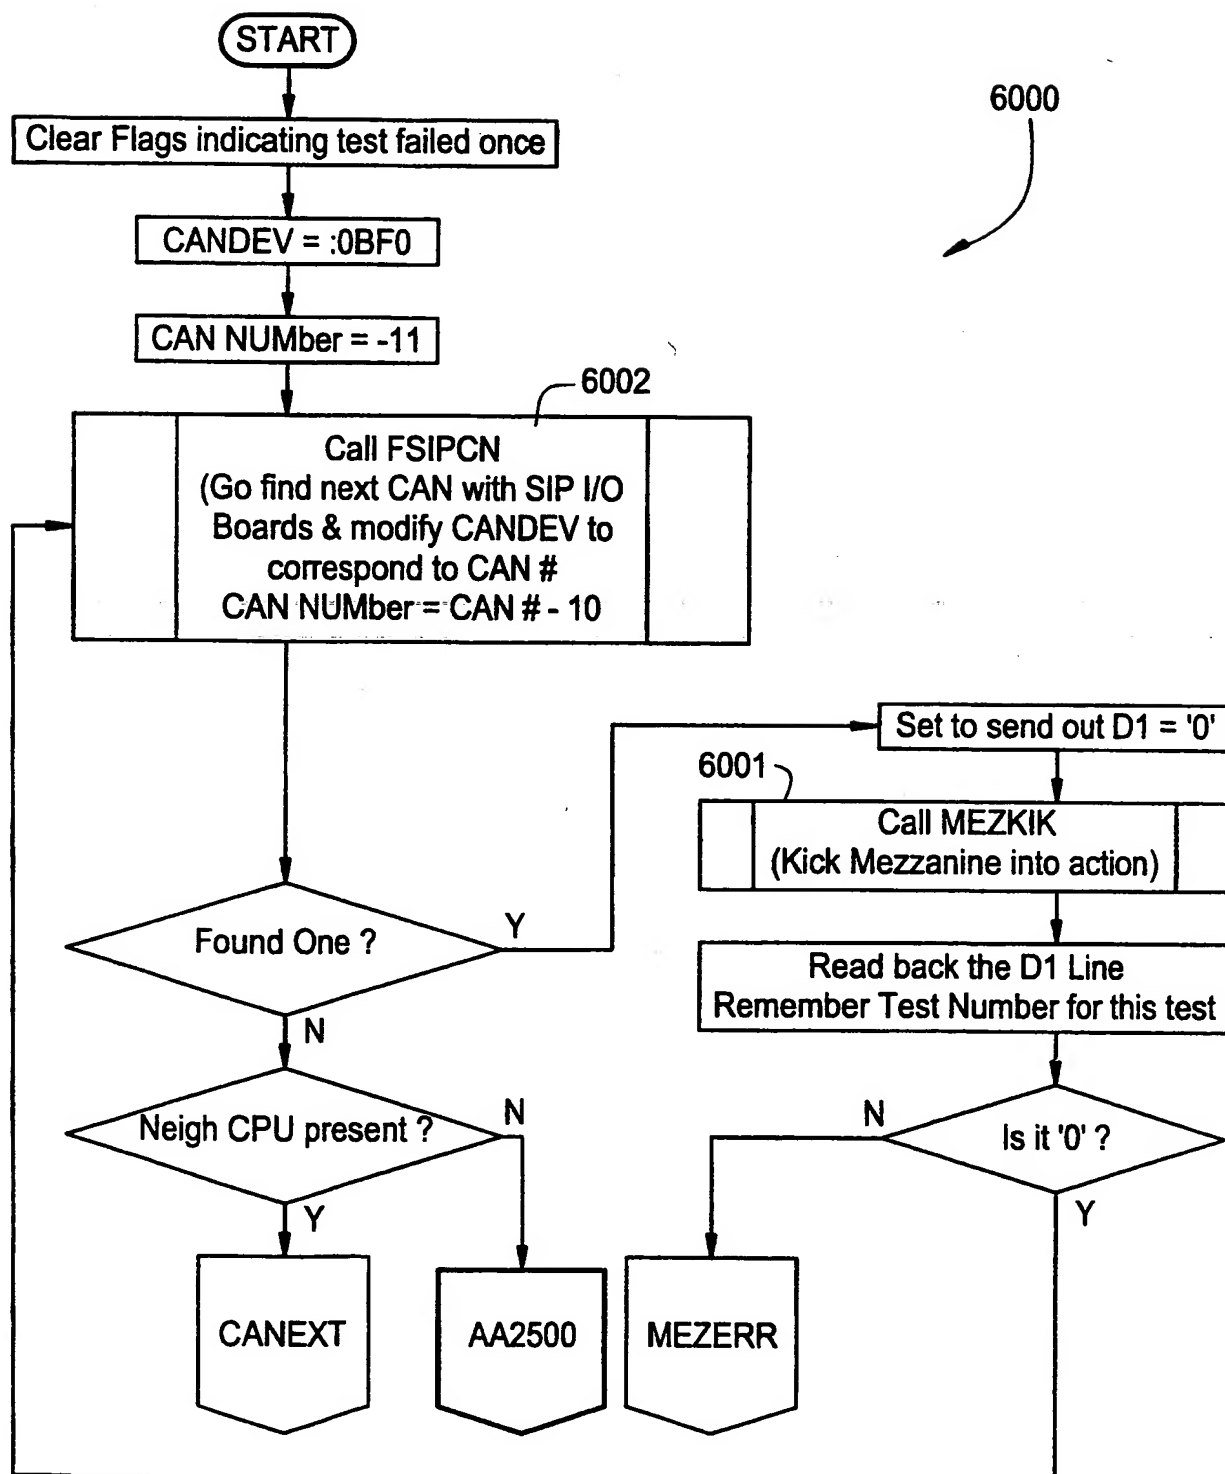 START
6000
Clear Flags indicating test failed once
CANDEV = :0BF0
CAN NUMber = -11
6002
Call FSIPCN
(Go find next CAN with SIP I/O
Boards & modify CANDEV to
correspond to CAN #
CAN NUMber = CAN # - 10
Set to send out D1 = '0'
6001
Call MEZKIK
(Kick Mezzanine into action)
Found One ?
Y
N
Read back the D1 Line
Remember Test Number for this test
Neigh CPU present ?
N
Y
N
Is it '0' ?
Y
CANEXT
AA2500
MEZERR